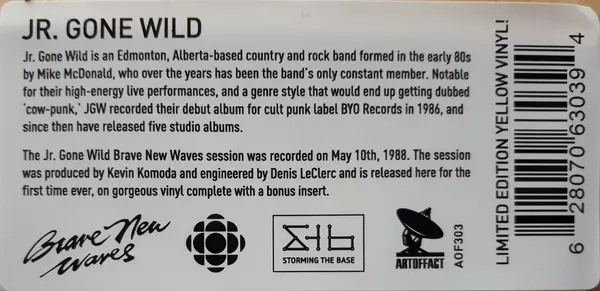 JR. GONE WILD
Jr. Gone Wild is an Edmonton, Alberta-based country and rock band formed in the early 80s
by Mike McDonald, who over the years has been the band's only constant member. Notable
for their high-energy live performances, and a genre style that would end up getting dubbed
'cow-punk,' JGW recorded their debut album for cult punk label BYO Records in 1986, and
since then have released five studio albums.
The Jr. Gone Wild Brave New Waves session was recorded on May 10th, 1988. The session
was produced by Kevin Komoda and engineered by Denis LeClerc and is released here for the
first time ever, on gorgeous vinyl complete with a bonus insert.
Brave New
Waves
STORMING THE BASE
ARTOFFACT
AOF303
LIMITED EDITION YELLOW VINYL!
6 28070 63039 4